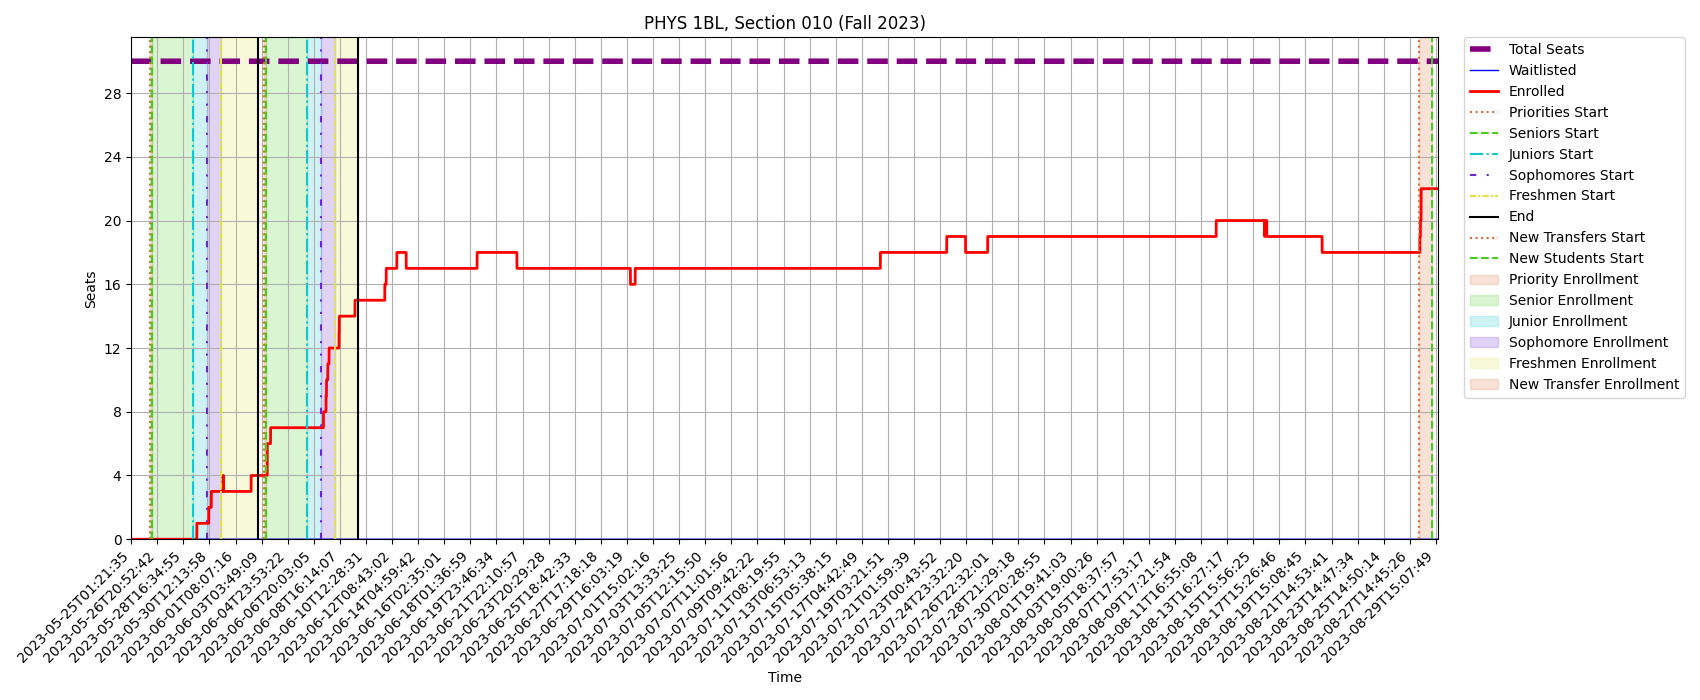 PHYS 1BL, Section 010 (Fall 2023)
Seats
28
24
20
16
12
8
4
0
2023-05-25T01:21:35
2023-05-26T20:52:42
2023-05-28T16:34:55
2023-05-30T12:13:58
2023-06-01T08:07:16
2023-06-03T03:49:09
2023-06-04T23:53:22
2023-06-06T20:03:05
2023-06-08T16:14:07
2023-06-10T12:28:31
2023-06-12T08:43:02
2023-06-14T04:59:42
2023-06-16T02:35:01
2023-06-18T01:36:59
2023-06-19T23:46:34
2023-06-21T22:10:57
2023-06-23T20:29:28
2023-06-25T18:42:33
2023-06-27T17:18:18
2023-06-29T16:03:19
2023-07-01T15:02:16
2023-07-03T13:33:25
2023-07-05T12:15:50
2023-07-07T11:01:56
2023-07-09T09:42:22
2023-07-11T08:19:55
2023-07-13T06:53:13
2023-07-15T05:38:15
2023-07-17T04:42:49
2023-07-19T03:21:51
2023-07-21T01:59:39
2023-07-23T00:43:52
2023-07-24T23:32:20
2023-07-26T22:32:01
2023-07-28T21:29:18
2023-07-30T20:28:55
2023-08-01T19:41:03
2023-08-03T19:00:26
2023-08-05T18:37:57
2023-08-07T17:53:17
2023-08-09T17:21:54
2023-08-11T16:55:08
2023-08-13T16:27:17
2023-08-15T15:56:25
2023-08-17T15:26:46
2023-08-19T15:08:45
2023-08-21T14:53:41
2023-08-23T14:47:34
2023-08-25T14:50:14
2023-08-27T14:45:26
2023-08-29T15:07:49
Time
Total Seats
Waitlisted
Enrolled
Priorities Start
Seniors Start
Juniors Start
Sophomores Start
Freshmen Start
End
New Transfers Start
New Students Start
Priority Enrollment
Senior Enrollment
Junior Enrollment
Sophomore Enrollment
Freshmen Enrollment
New Transfer Enrollment